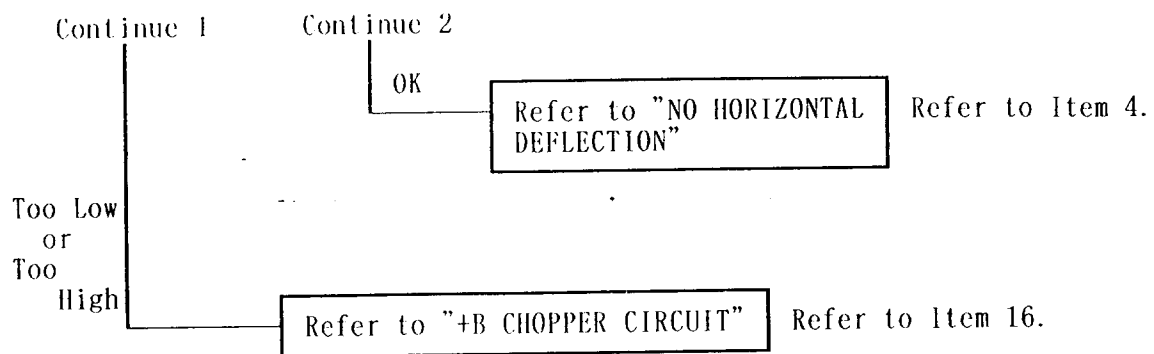 Continue 1
Continue 2
OK
Refer to "NO HORIZONTAL
DEFLECTION"
Refer to Item 4.
Too Low
or
Too
High
Refer to "+B CHOPPER CIRCUIT"
Refer to Item 16.